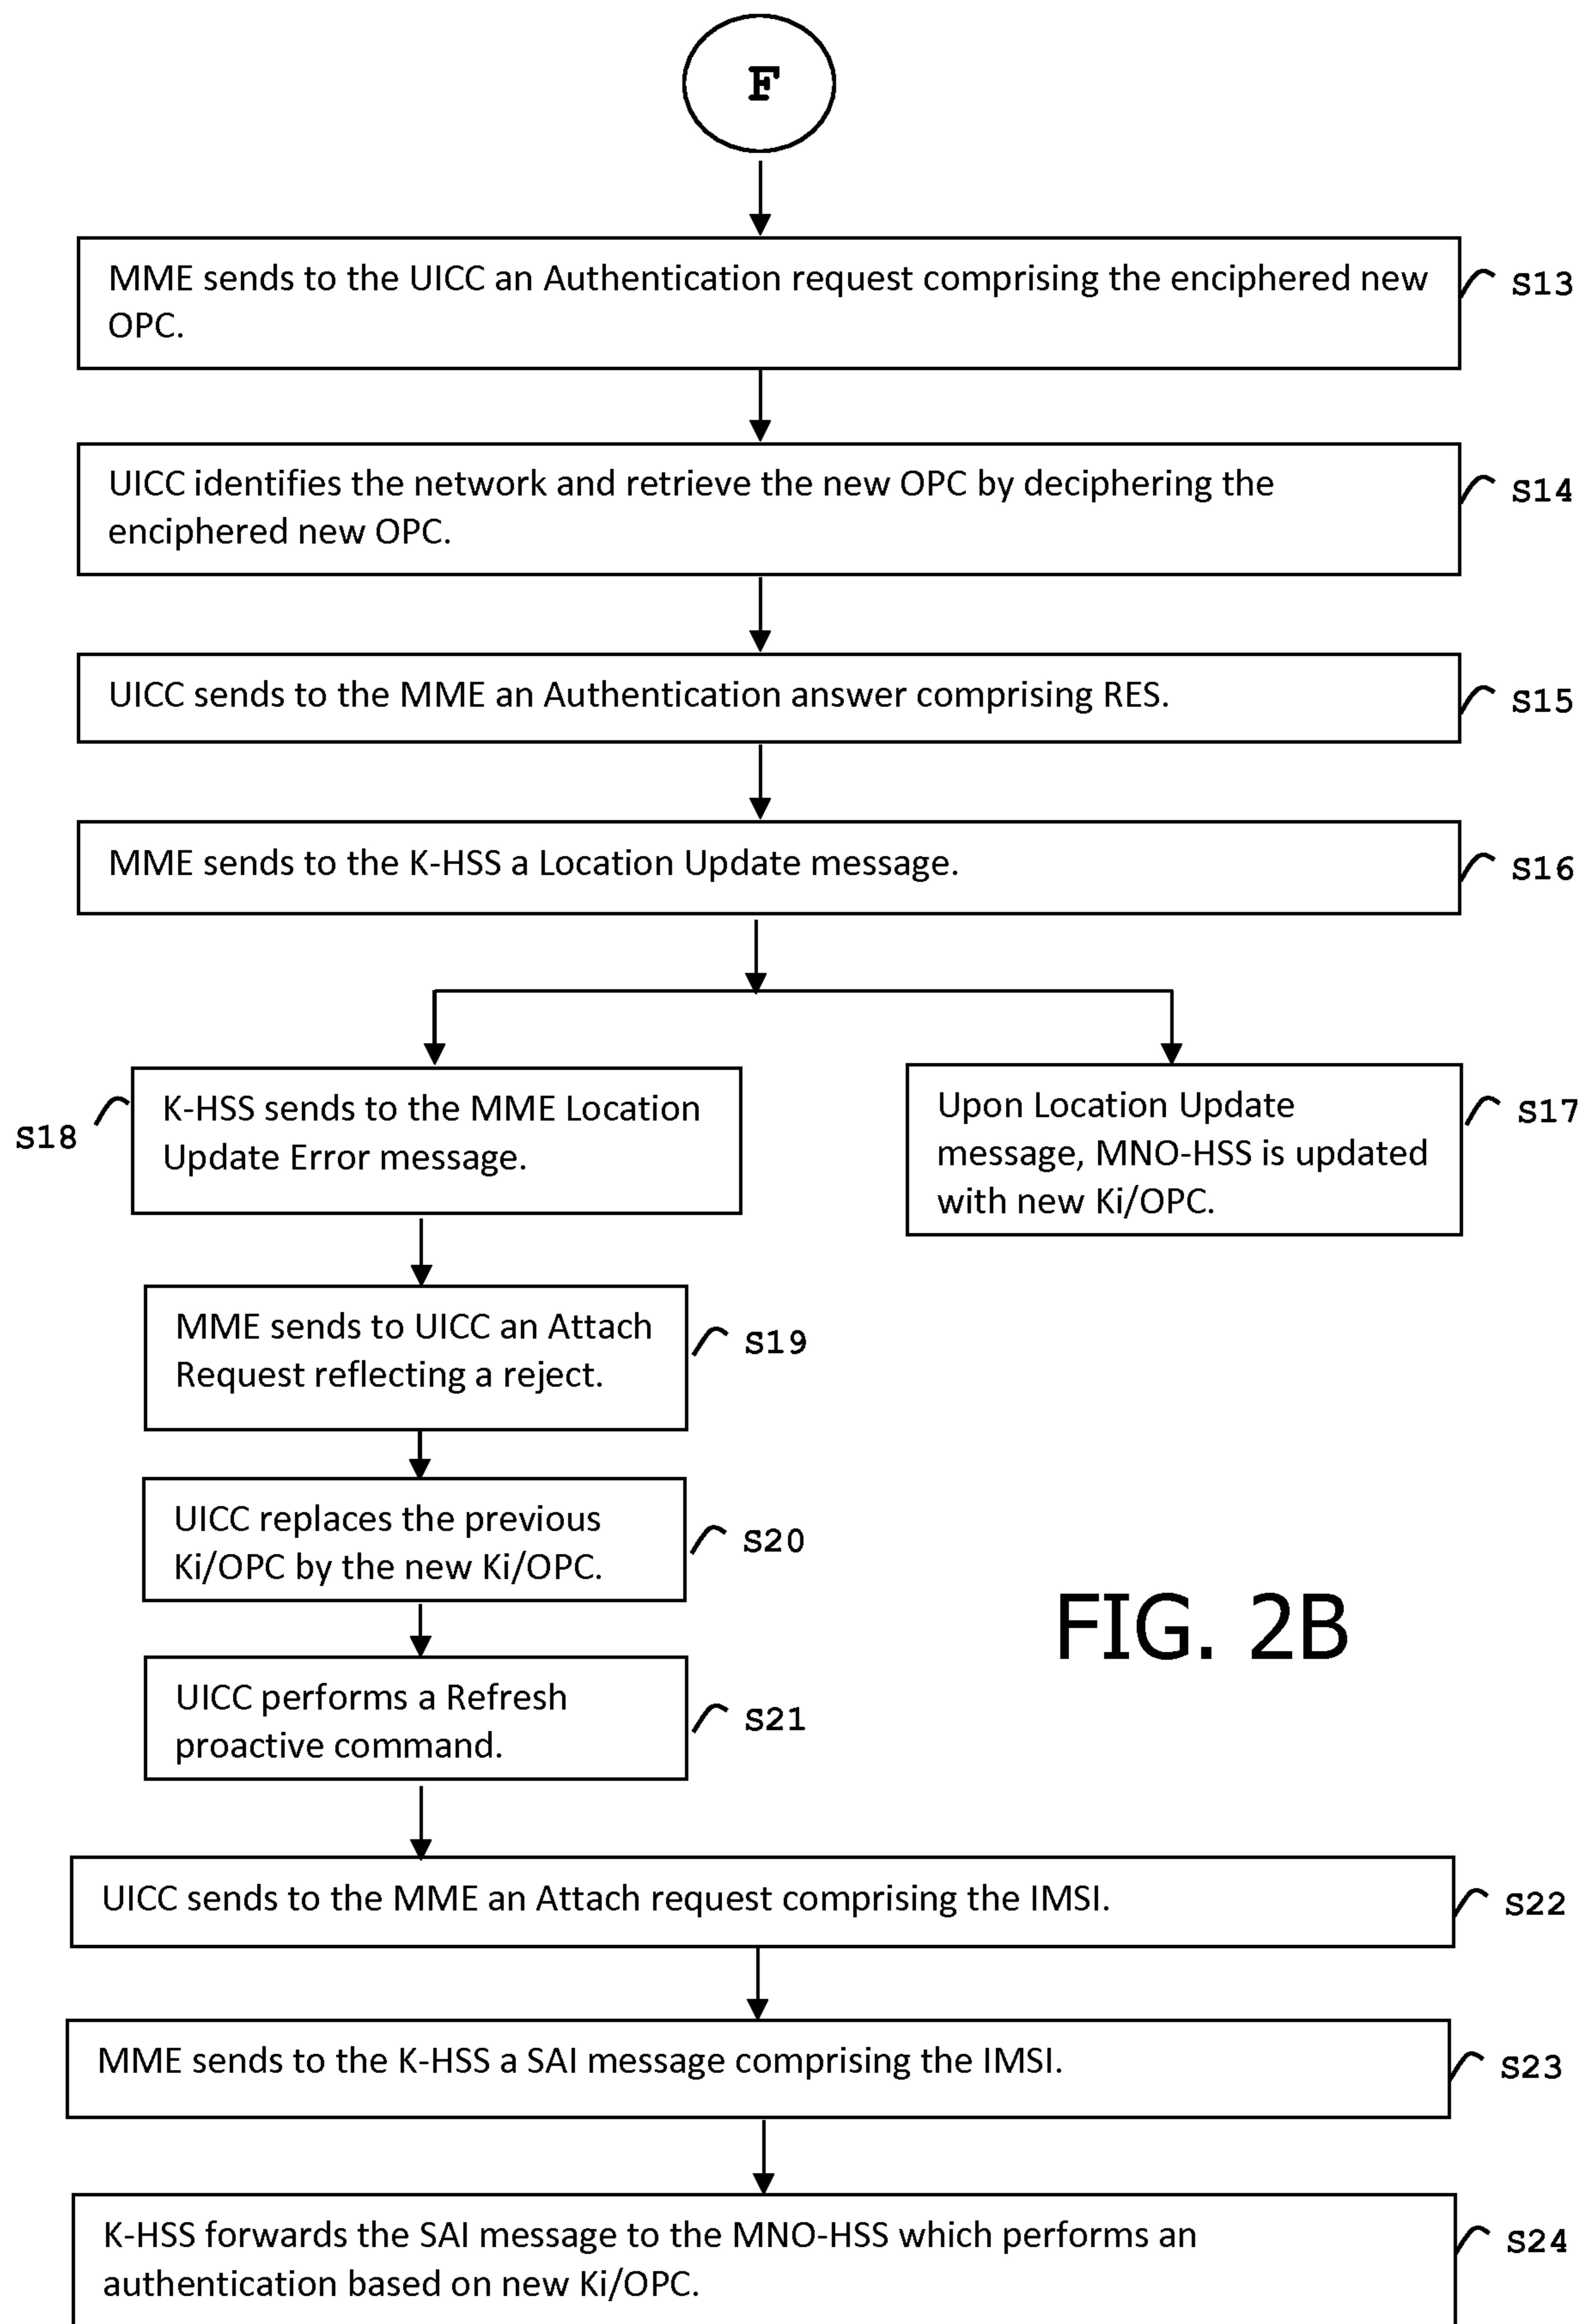 F
MME sends to the UICC an Authentication request comprising the enciphered new
OPC.
S13
UICC identifies the network and retrieve the new OPC by deciphering the
enciphered new OPC.
S14
UICC sends to the MME an Authentication answer comprising RES.
S15
MME sends to the K-HSS a Location Update message.
S16
S18
K-HSS sends to the MME Location
Update Error message.
Upon Location Update
message, MNO-HSS is updated
with new Ki/OPC.
S17
MME sends to UICC an Attach
Request reflecting a reject.
S19
UICC replaces the previous
Ki/OPC by the new Ki/OPC.
S20
FIG. 2B
UICC performs a Refresh
proactive command.
S21
UICC sends to the MME an Attach request comprising the IMSI.
S22
MME sends to the K-HSS a SAI message comprising the IMSI.
S23
K-HSS forwards the SAI message to the MNO-HSS which performs an
authentication based on new Ki/OPC.
S24